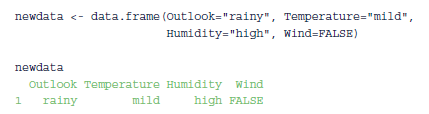 newdata <- data.frame(Outlook="rainy", Temperature="mild",
Humidity="high", Wind=FALSE)
newdata
Outlook Temperature Humidity Wind
1 rainy mild high FALSE